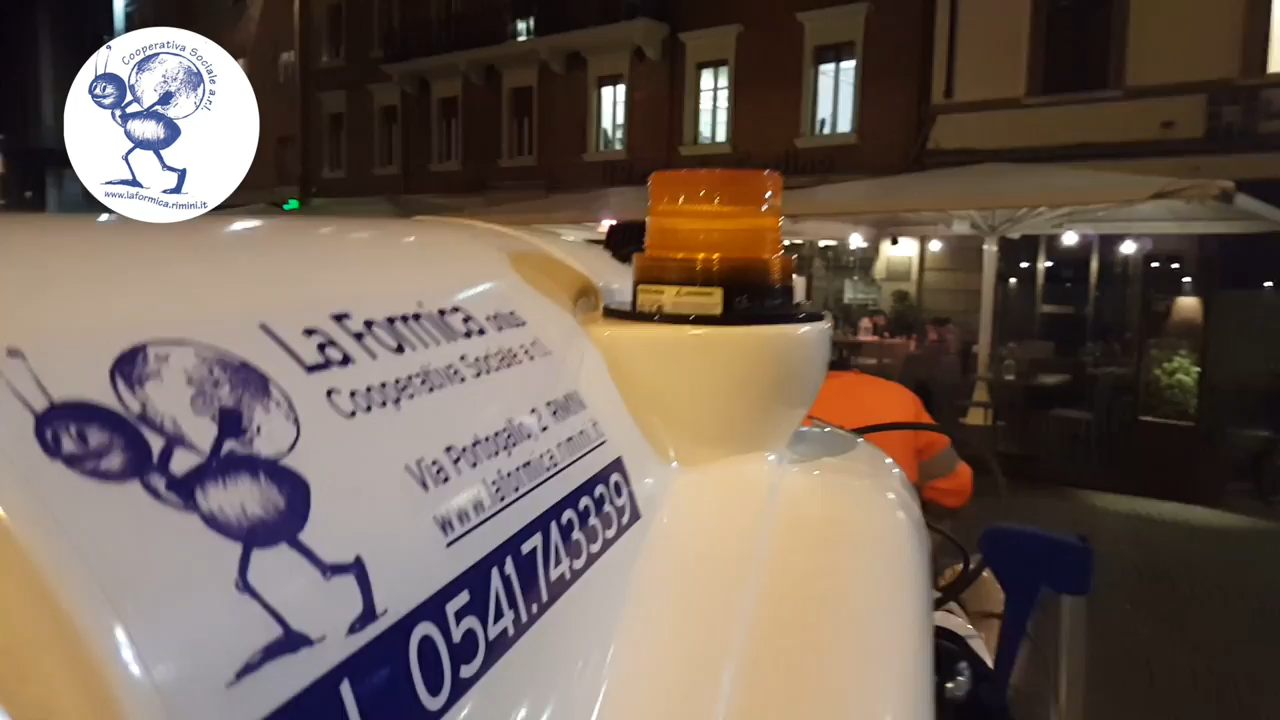 Cooperativa Sociale a.r.l.
www.laformica.rimini.it
La Formica onlus
Cooperativa Sociale a r.l.
Via Portogallo, 2 RIMINI
www.laformica.rimini.it
0541.743339